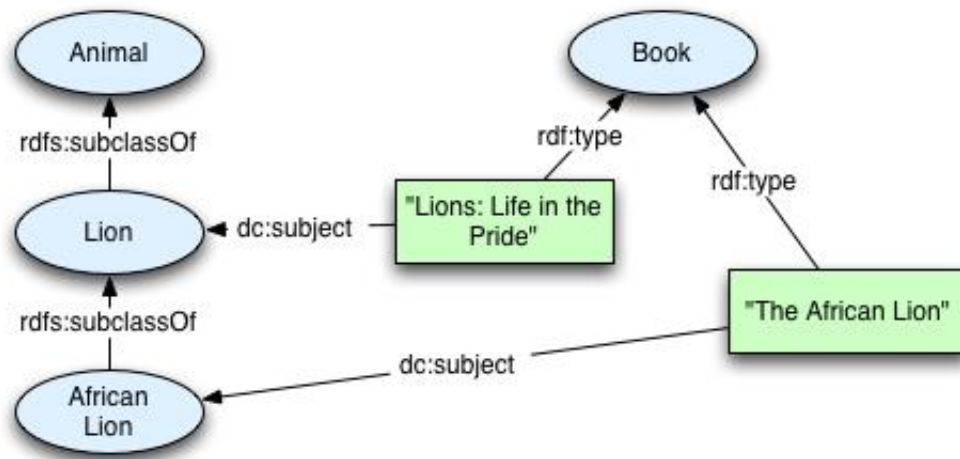 Animal
Book
rdfs:subclassOf
rdf:type
rdf:type
"Lions: Life in the
Pride"
Lion
dc:subject
"The African Lion"
rdfs:subclassOf
dc:subject
African
Lion